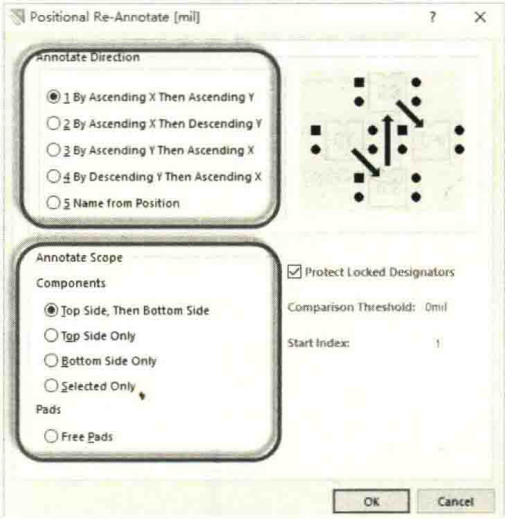 Positional Re-Annotate [mil]
? ×
Annotate Direction
1 By Ascending X Then Ascending Y
2 By Ascending X Then Descending Y
3 By Ascending Y Then Ascending X
4 By Descending Y Then Ascending X
5 Name from Position
Annotate Scope
Components
Top Side, Then Bottom Side
Top Side Only
Bottom Side Only
Selected Only
Pads
Free Pads
Protect Locked Designators
Comparison Threshold: 0mil
Start Index: 1
OK Cancel